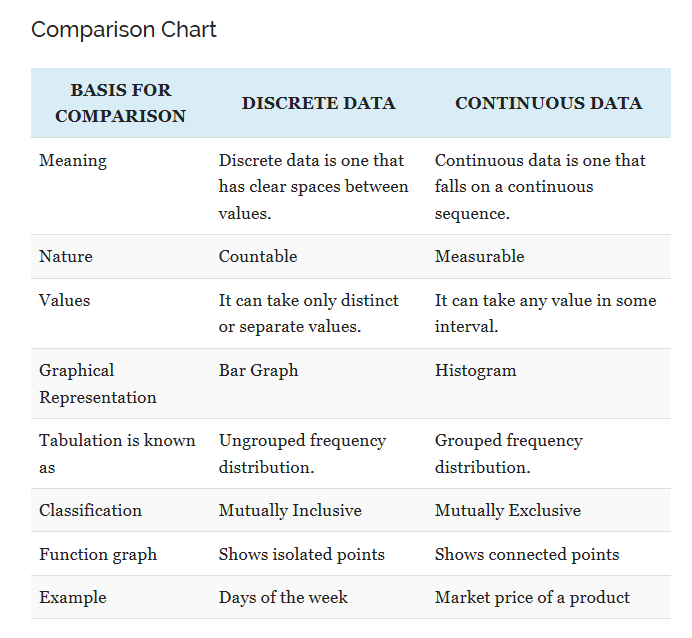 Comparison Chart
BASIS FOR
COMPARISON
DISCRETE DATA
CONTINUOUS DATA
Meaning
Discrete data is one that
has clear spaces between
values.
Continuous data is one that
falls on a continuous
sequence.
Nature
Countable
Measurable
Values
It can take only distinct
or separate values.
It can take any value in some
interval.
Graphical
Representation
Bar Graph
Histogram
Tabulation is known
as
Ungrouped frequency
distribution.
Grouped frequency
distribution.
Classification
Mutually Inclusive
Mutually Exclusive
Function graph
Shows isolated points
Shows connected points
Example
Days of the week
Market price of a product